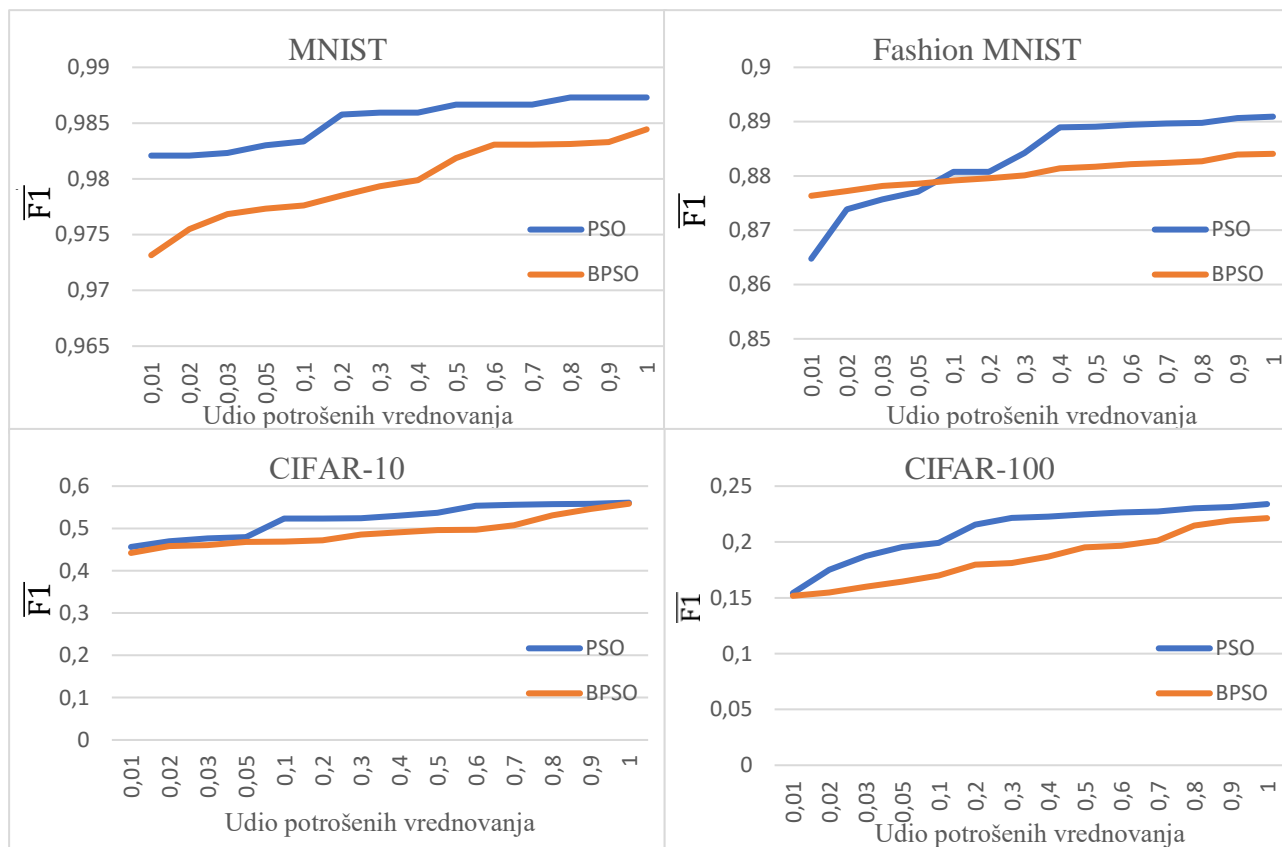 MNIST
0,99
0,985
0,98
0,975
0,97
0,965
F1
PSO
BPSO
0,01 0,02 0,03 0,05 0,1 0,2 0,3 0,4 0,5 0,6 0,7 0,8 0,9 1
Udio potrošenih vrednovanja
Fashion MNIST
0,9
0,89
0,88
0,87
0,86
0,85
F1
PSO
BPSO
0,01 0,02 0,03 0,05 0,1 0,2 0,3 0,4 0,5 0,6 0,7 0,8 0,9 1
Udio potrošenih vrednovanja
CIFAR-10
0,6
0,5
0,4
0,3
0,2
0,1
0
F1
PSO
BPSO
0,01 0,02 0,03 0,05 0,1 0,2 0,3 0,4 0,5 0,6 0,7 0,8 0,9 1
Udio potrošenih vrednovanja
CIFAR-100
0,25
0,2
0,15
0,1
0,05
0
F1
PSO
BPSO
0,01 0,02 0,03 0,05 0,1 0,2 0,3 0,4 0,5 0,6 0,7 0,8 0,9 1
Udio potrošenih vrednovanja